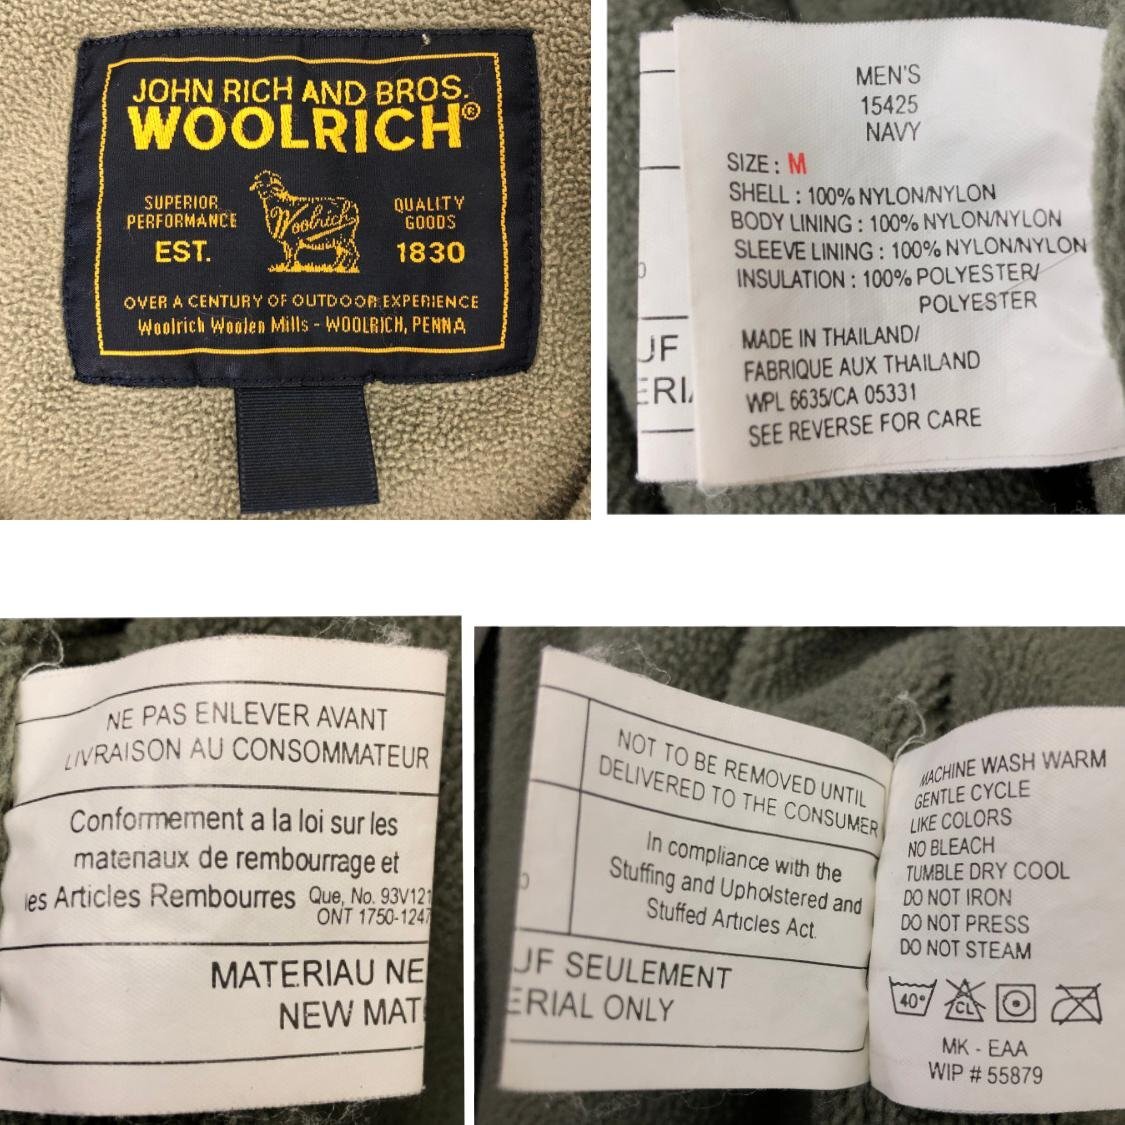 JOHN RICH AND BROS.
WOOLRICH®
SUPERIOR
PERFORMANCE
EST.
Woolrich
QUALITY
GOODS
1830
OVER A CENTURY OF OUTDOOR EXPERIENCE
Woolrich Woolen Mills - WOOLRICH, PENNA
MEN'S
15425
NAVY
SIZE : M
SHELL : 100% NYLON/NYLON
BODY LINING : 100% NYLON/NYLON
SLEEVE LINING : 100% NYLON/NYLON
INSULATION : 100% POLYESTER/
POLYESTER
MADE IN THAILAND/
FABRIQUE AUX THAILAND
WPL 6635/CA 05331
SEE REVERSE FOR CARE
UF
ERIA
NE PAS ENLEVER AVANT
LIVRAISON AU CONSOMMATEUR
Conformement a la loi sur les
materiaux de rembourrage et
les Articles Rembourres Que, No. 93V121
ONT 1750-1247
MATERIAU NE
NEW MAT
NOT TO BE REMOVED UNTIL
DELIVERED TO THE CONSUMER
In compliance with the
Stuffing and Upholstered and
Stuffed Articles Act.
UF SEULEMENT
ERIAL ONLY
MACHINE WASH WARM
GENTLE CYCLE
LIKE COLORS
NO BLEACH
TUMBLE DRY COOL
DO NOT IRON
DO NOT PRESS
DO NOT STEAM
40° CL
MK - EAA
WIP # 55879